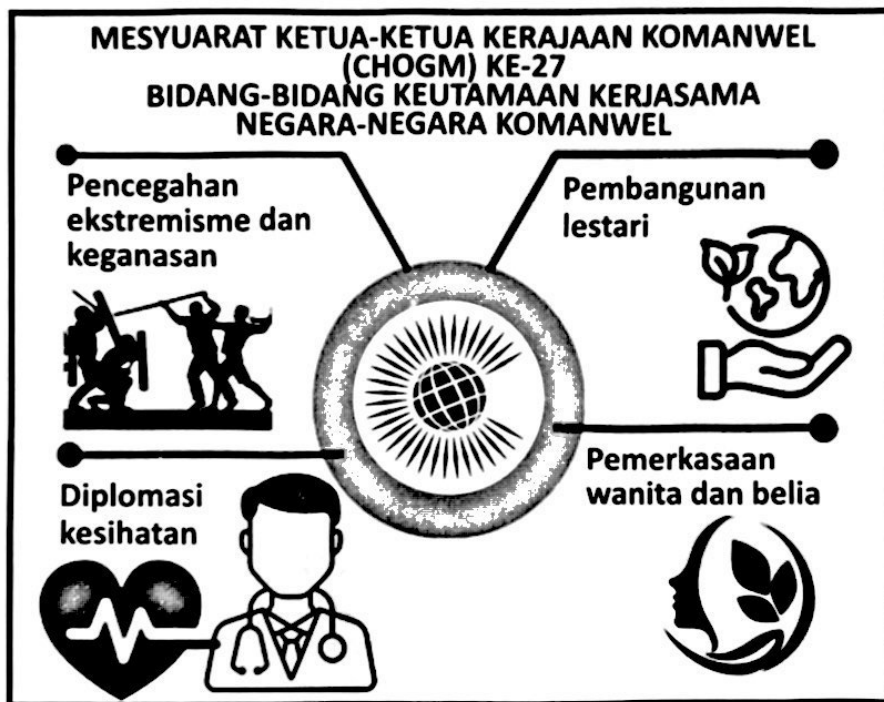 MESYUARAT KETUA-KETUA KERAJAAN KOMANWEL
(CHOGM) KE-27
BIDANG-BIDANG KEUTAMAAN KERJASAMA
NEGARA-NEGARA KOMANWEL
Pencegahan
ekstremisme dan
keganasan
Pembangunan
lestari
Diplomasi
kesihatan
Pemerkasaan
wanita dan belia